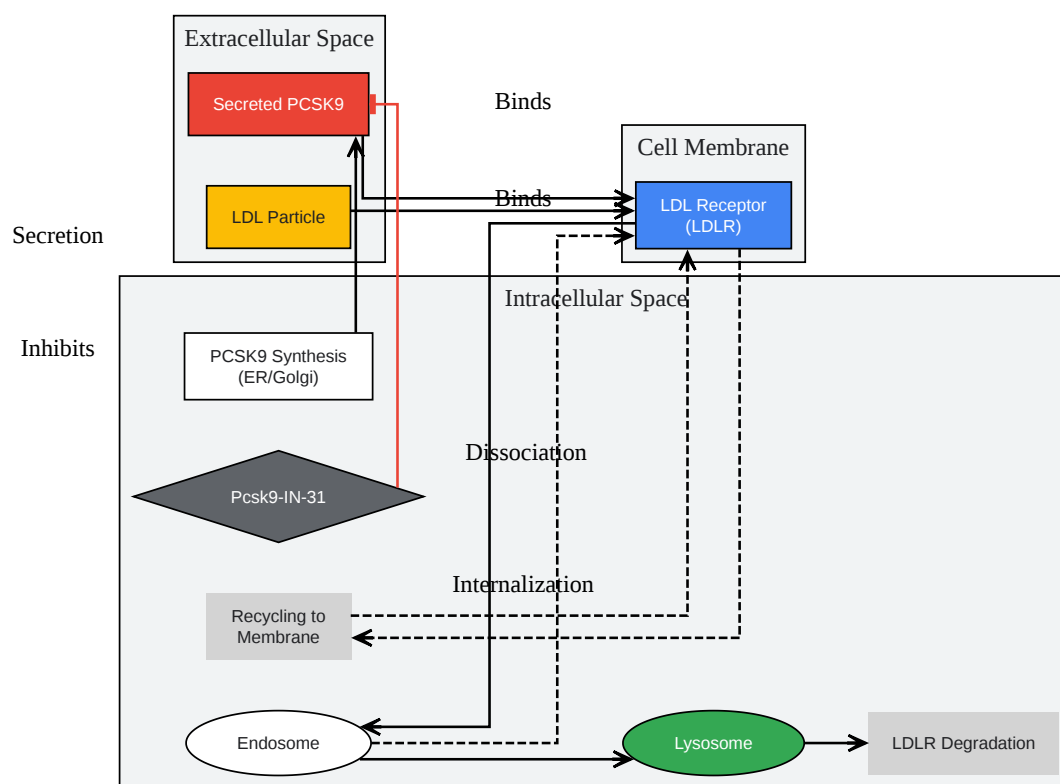 Extracellular Space
Secreted PCSK9
Binds
Cell Membrane
LDL Particle
Binds
LDL Receptor
(LDLR)
Secretion
Intracellular Space
Inhibits
PCSK9 Synthesis
(ER/Golgi)
Dissociation
Pcsk9-IN-31
Internalization
Recycling to
Membrane
Endosome
Lysosome
LDLR Degradation